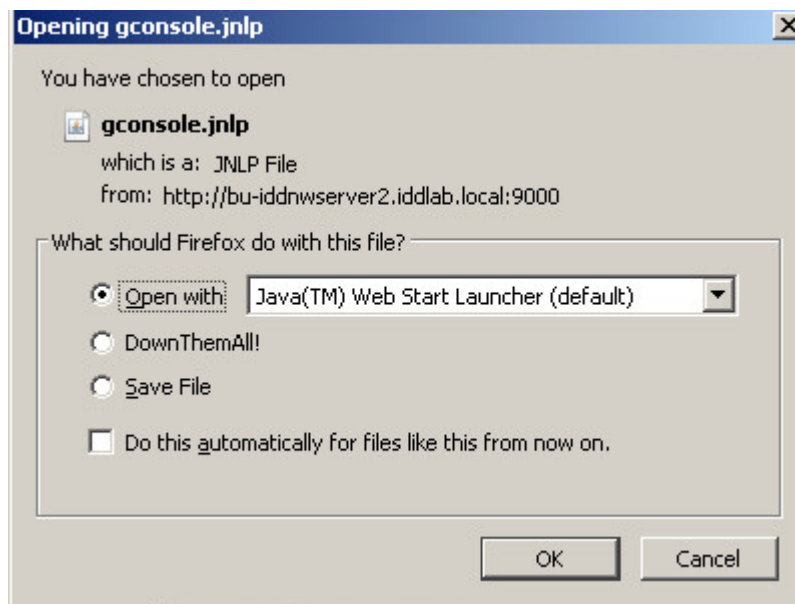 Opening gconsole.jnlp
You have chosen to open
gconsole.jnlp
which is a: JNLP File
from: http://bu-iddnwserver2.iddlab.local:9000
What should Firefox do with this file?
Open with Java(TM) Web Start Launcher (default)
DownThemAll!
Save File
Do this automatically for files like this from now on.
OK Cancel